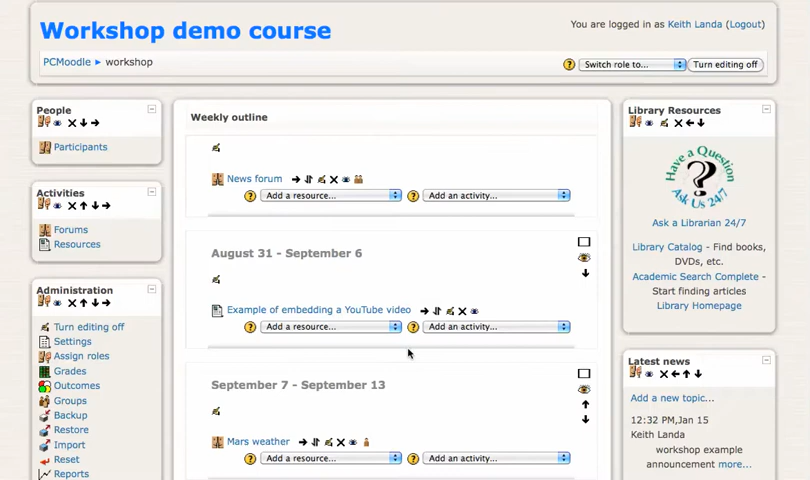 Workshop demo course
You are logged in as Keith Landa (Logout)
PCMoodle ► workshop
Switch role to...
Turn editing off
People
Participants
Activities
Forums
Resources
Administration
Turn editing off
Settings
Assign roles
Grades
Outcomes
Groups
Backup
Restore
Import
Reset
Reports
Weekly outline
News forum
Add a resource...
Add an activity...
August 31 - September 6
Example of embedding a YouTube video
Add a resource...
Add an activity...
September 7 - September 13
Mars weather
Add a resource...
Add an activity...
Library Resources
Have a Question
?
Ask Us 24/7
Ask a Librarian 24/7
Library Catalog - Find books,
DVDs, etc.
Academic Search Complete -
Start finding articles
Library Homepage
Latest news
Add a new topic...
12:32 PM,Jan 15
Keith Landa
workshop example
announcement more...